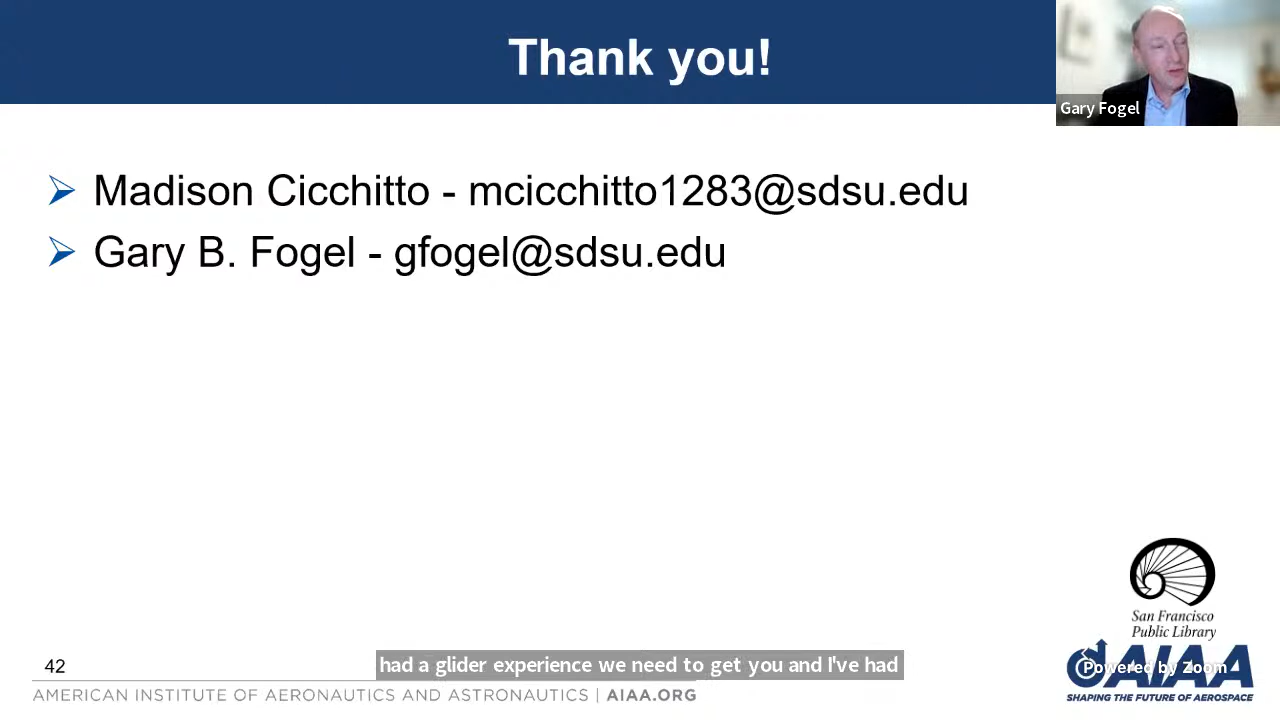 Thank you!
Gary Fogel
Madison Cicchitto - mcicchitto1283@sdsu.edu
Gary B. Fogel - gfogel@sdsu.edu
San Francisco
Public Library
42
had a glider experience we need to get you and I've had
Powered by Zoom
AIAA
SHAPING THE FUTURE OF AEROSPACE
AMERICAN INSTITUTE OF AERONAUTICS AND ASTRONAUTICS | AIAA.ORG